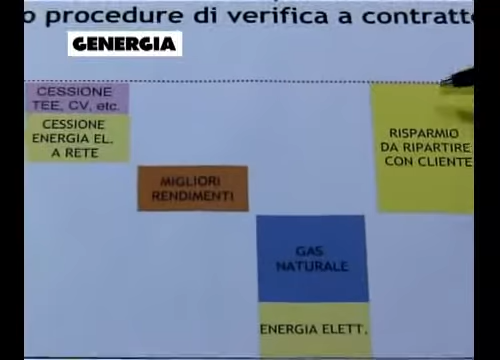 o procedure di verifica a contratto
GENERGIA
CESSIONE
TEE, CV, etc.
CESSIONE
ENERGIA EL.
A RETE
MIGLIORI
RENDIMENTI
GAS
NATURALE
ENERGIA ELETT.
RISPARMIO
DA RIPARTIRE
CON CLIENTE